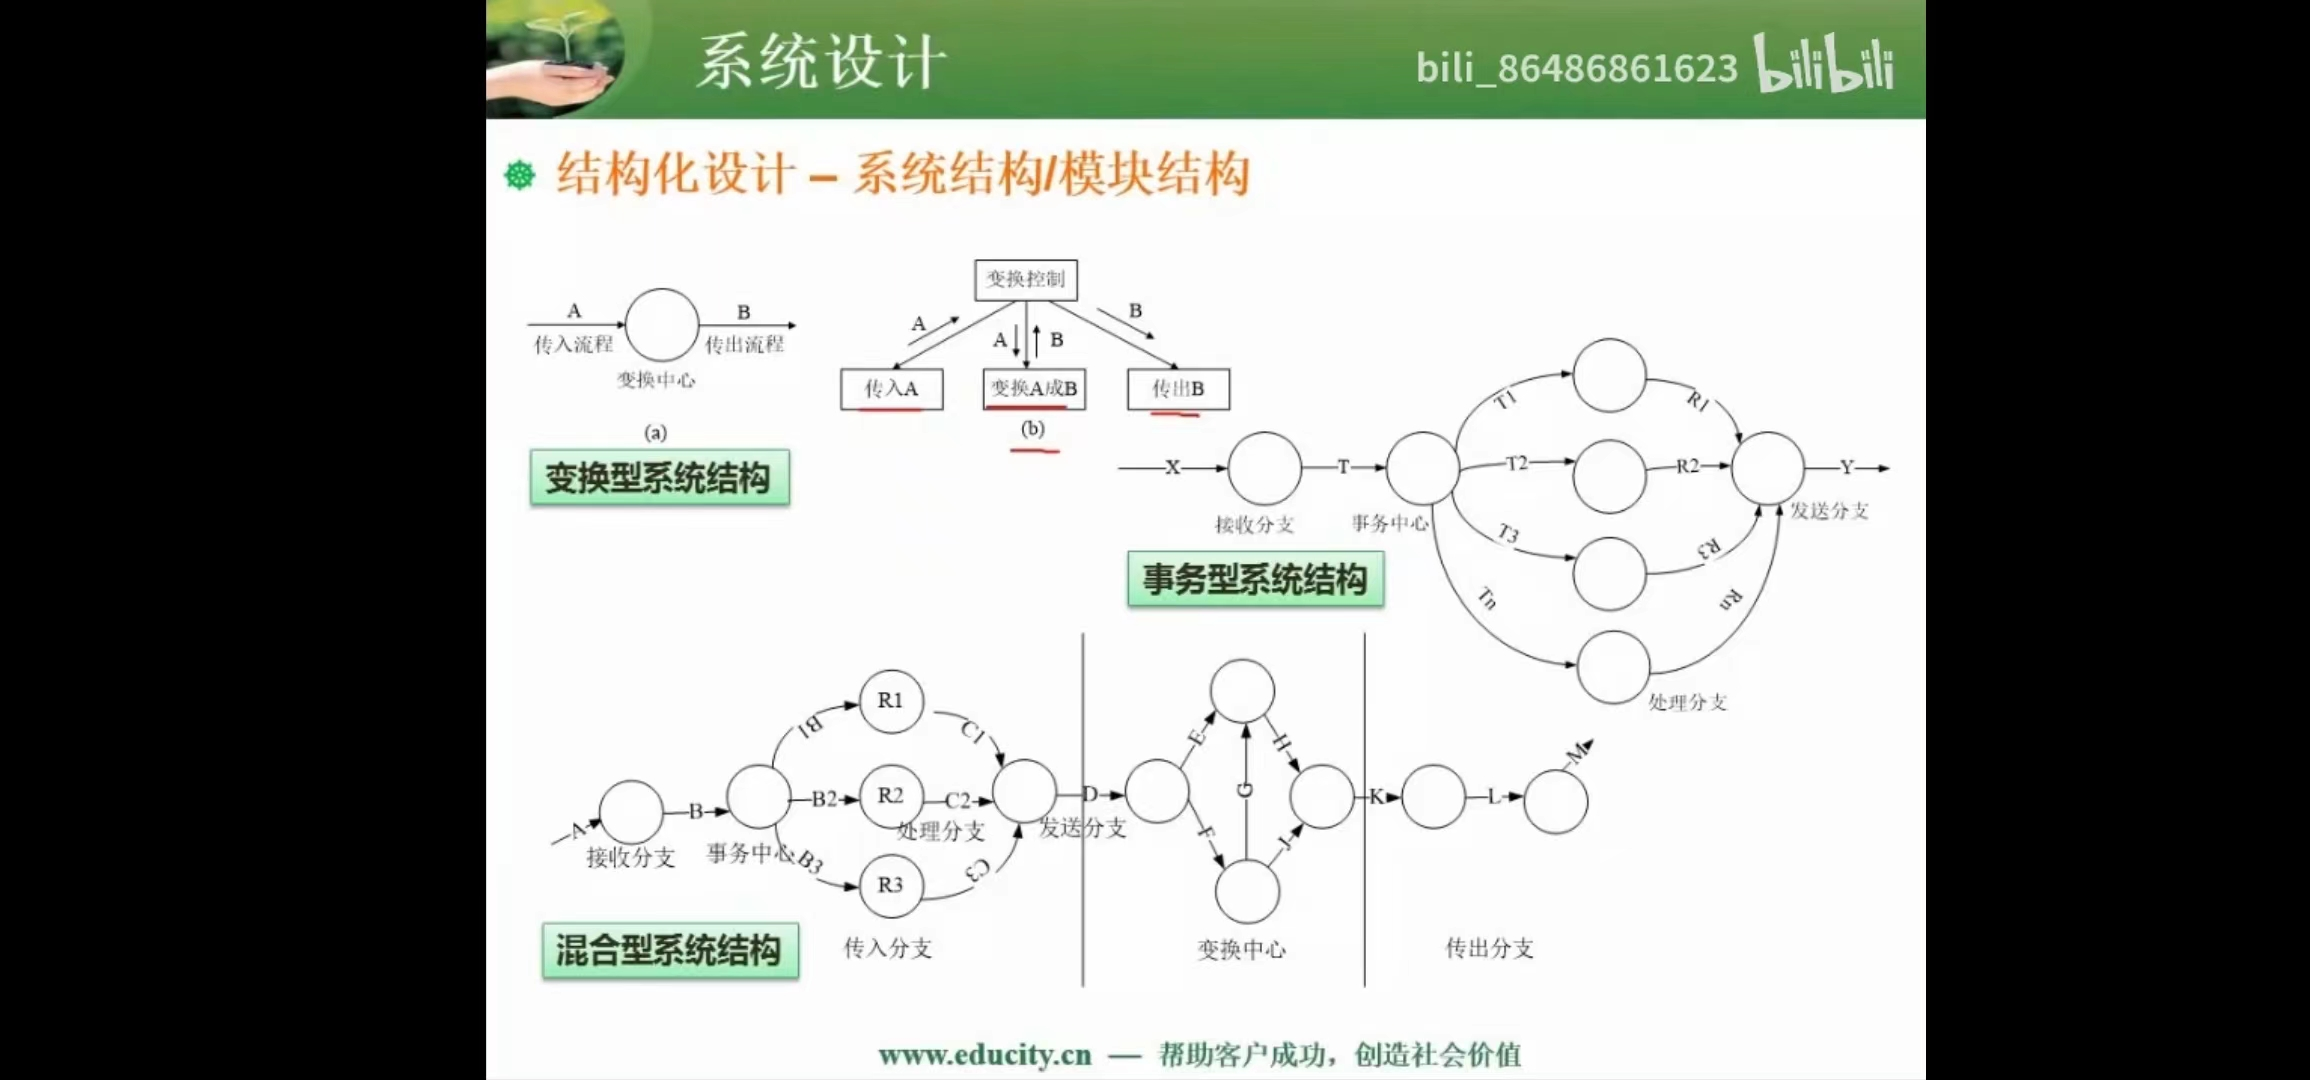 系统设计
bili_86486861623 bilibili
结构化设计 – 系统结构/模块结构
变换控制
A
B
传入流程
传出流程
变换中心
(a)
A
A
B
B
传入A
变换A成B
传出B
(b)
变换型系统结构
X
T
T1
T2
T3
Tn
R1
R2
R3
Rn
Y
接收分支
事务中心
发送分支
处理分支
事务型系统结构
A
B
B1
B2
B3
R1
R2
R3
C1
C2
C3
D
E
F
G
H
J
K
L
M
接收分支
事务中心
处理分支
发送分支
混合型系统结构
传入分支
变换中心
传出分支
www.educity.cn — 帮助客户成功，创造社会价值